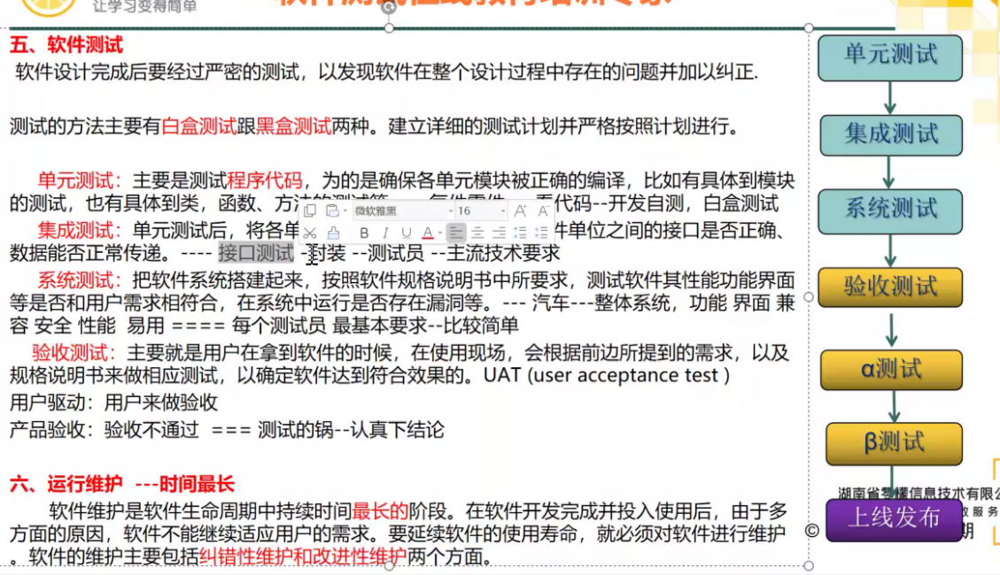 让学习变得简单
五、软件测试
软件设计完成后要经过严密的测试，以发现软件在整个设计过程中存在的问题并加以纠正.
测试的方法主要有白盒测试跟黑盒测试两种。建立详细的测试计划并严格按照计划进行。
单元测试：主要是测试程序代码，为的是确保各单元模块被正确的编译，比如有具体到模块
的测试，也有具体到类，函数、方法的测试等 看代码--开发自测，白盒测试
集成测试：单元测试后，将各单 件单位之间的接口是否正确、
数据能否正常传递。---- 接口测试 -封装 --测试员 --主流技术要求
系统测试：把软件系统搭建起来，按照软件规格说明书中所要求，测试软件其性能功能界面
等是否和用户需求相符合，在系统中运行是否存在漏洞等。--- 汽车---整体系统，功能 界面 兼
容 安全 性能 易用 ==== 每个测试员 最基本要求--比较简单
验收测试：主要就是用户在拿到软件的时候，在使用现场，会根据前边所提到的需求，以及
规格说明书来做相应测试，以确定软件达到符合效果的。UAT (user acceptance test )
用户驱动：用户来做验收
产品验收：验收不通过 === 测试的锅--认真下结论
六、运行维护 ---时间最长
软件维护是软件生命周期中持续时间最长的阶段。在软件开发完成并投入使用后，由于多
方面的原因，软件不能继续适应用户的需求。要延续软件的使用寿命，就必须对软件进行维护
。软件的维护主要包括纠错性维护和改进性维护两个方面。
微软雅黑 16 A+ A-
B I U A
单元测试
集成测试
系统测试
验收测试
α测试
β测试
上线发布
湖南省零檬信息技术有限公
服务
© 期